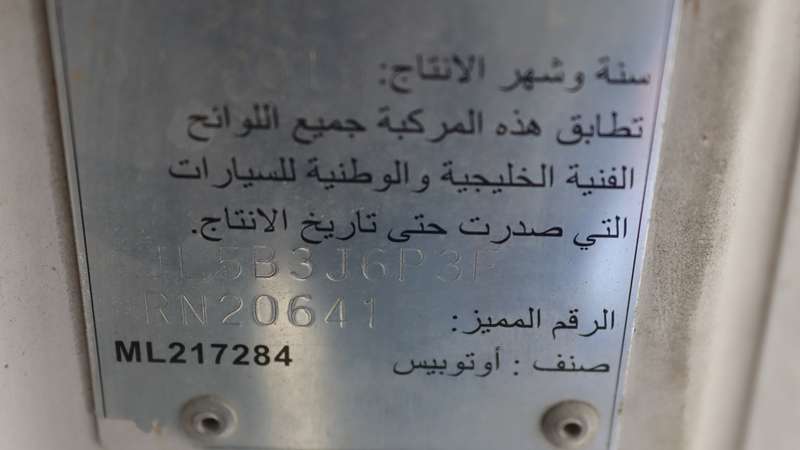 سنة وشهر الانتاج:
تطابق هذه المركبة جميع اللوائح
الفنية الخليجية والوطنية للسيارات
التي صدرت حتى تاريخ الانتاج.
JL5B3J6P3P
RN20641
الرقم المميز:
ML217284
صنف : أوتوبيس